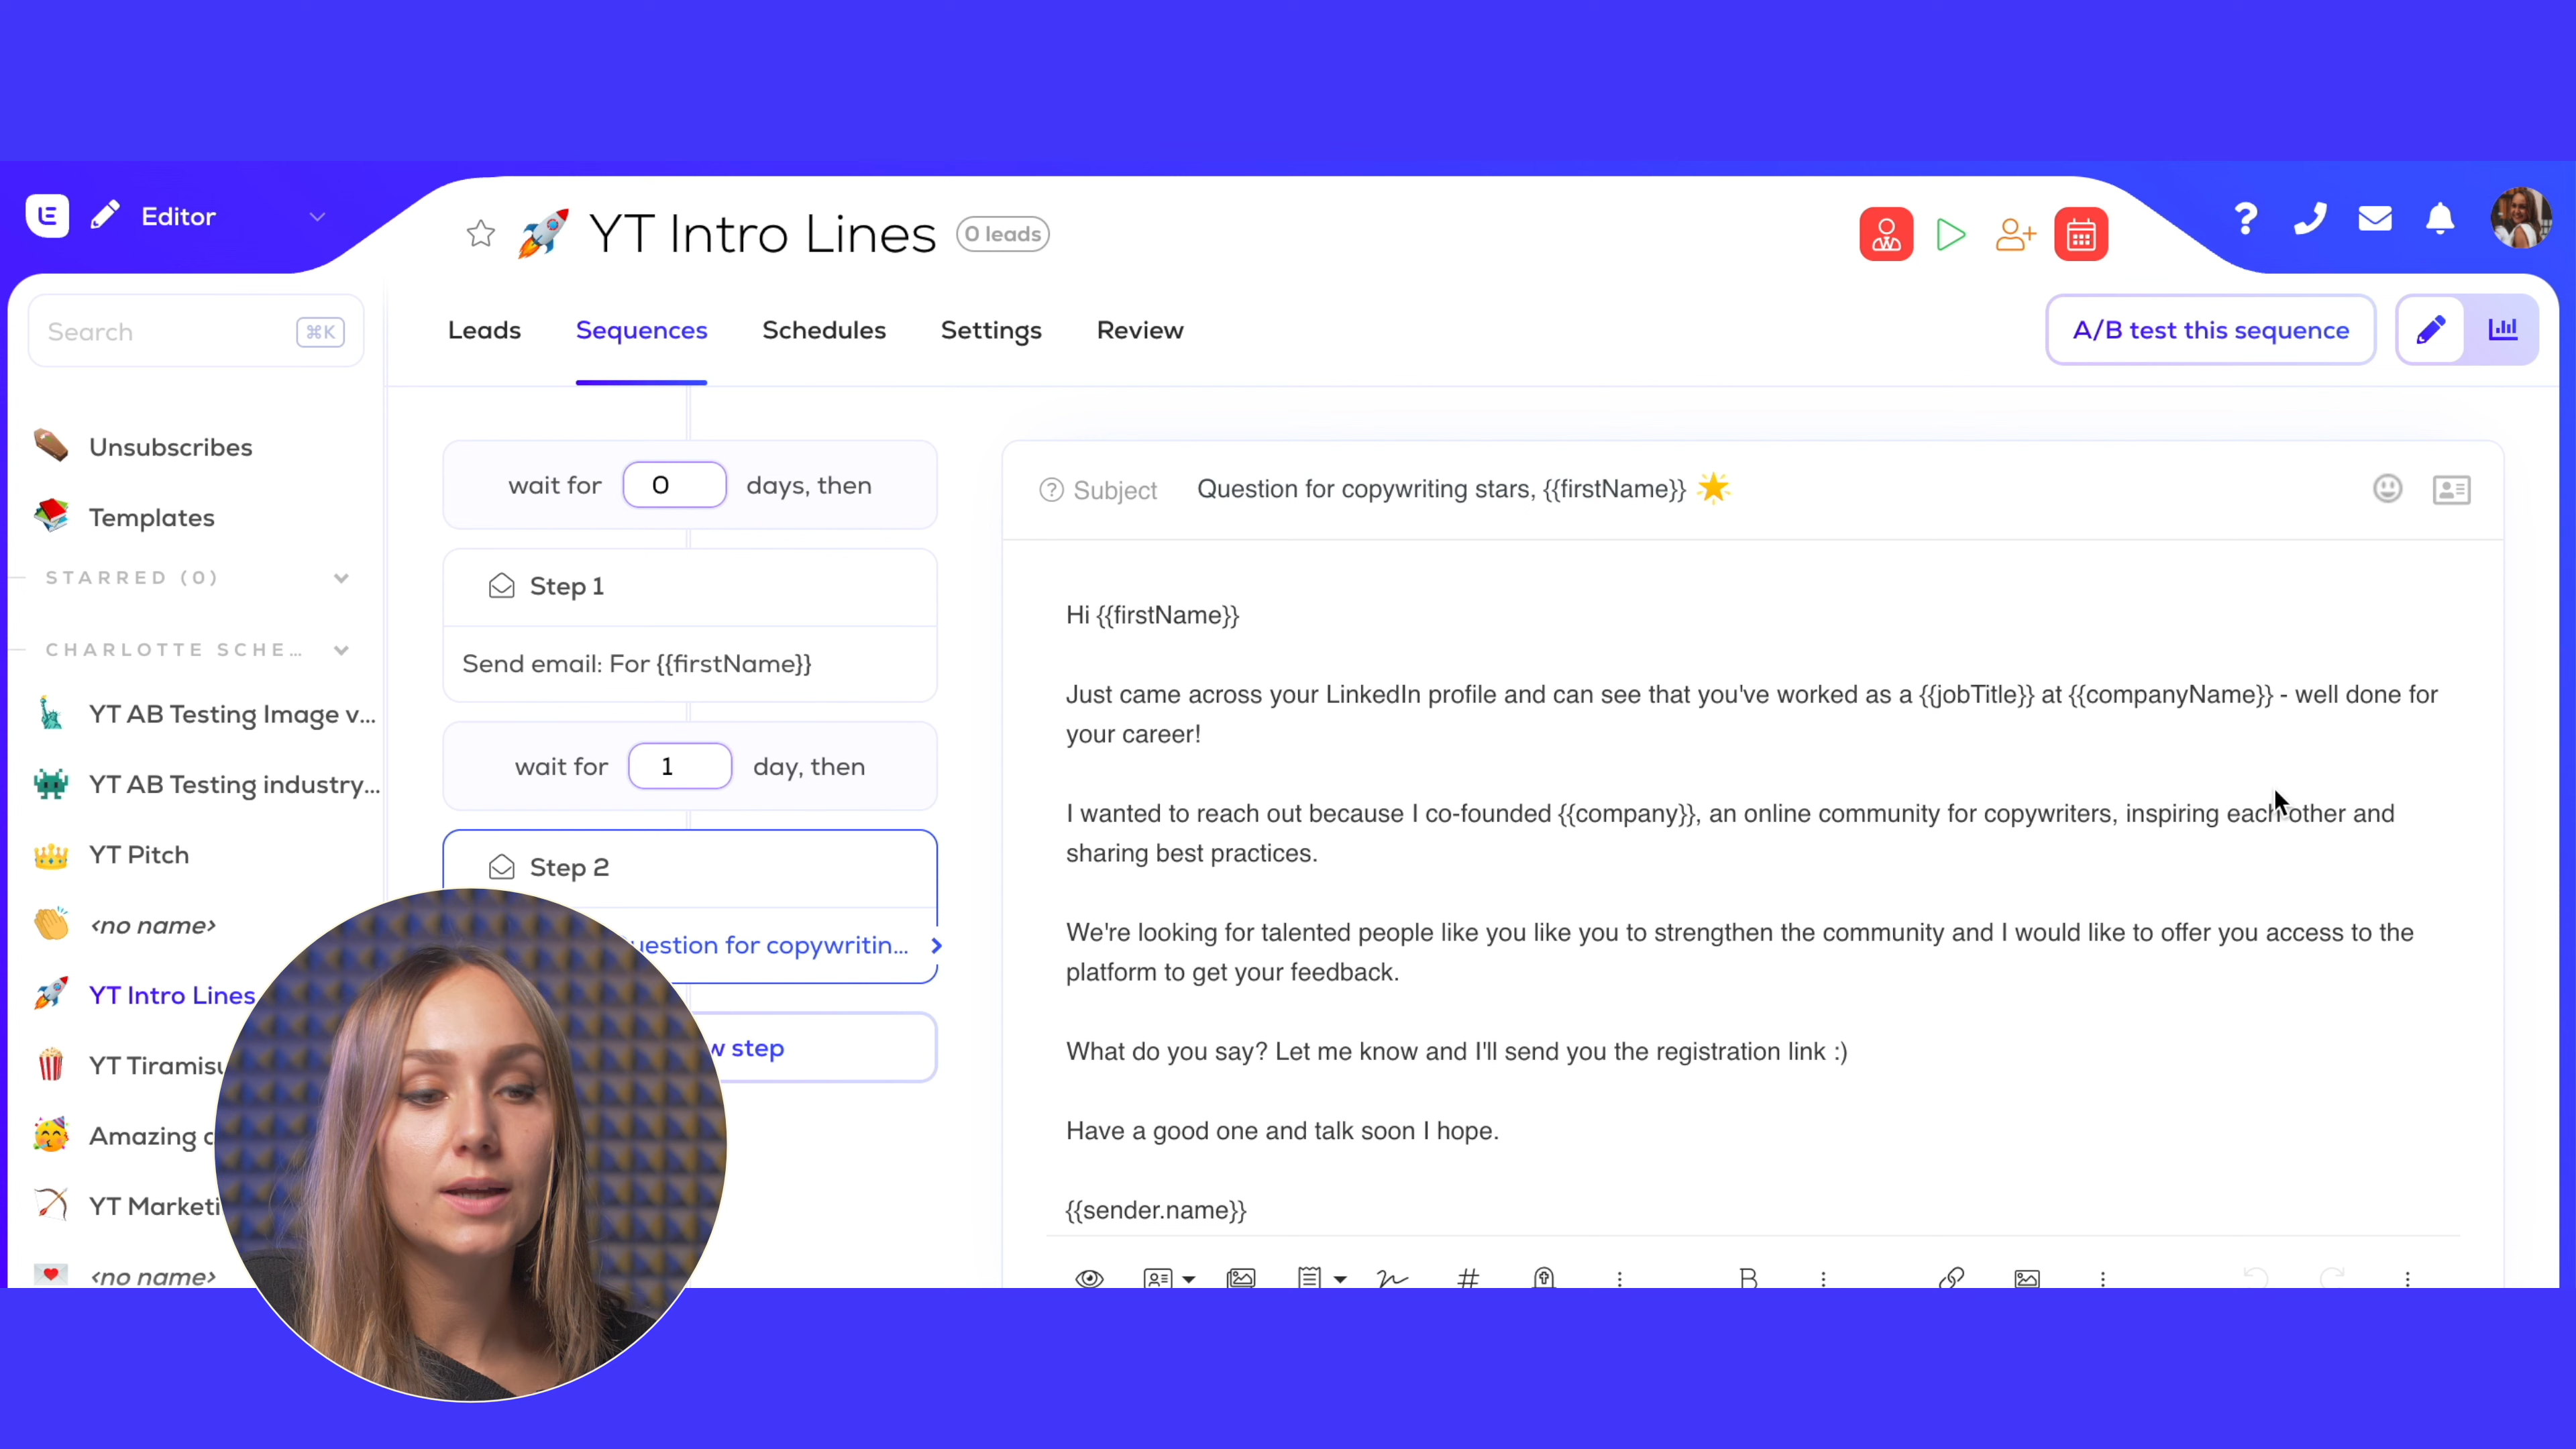 Editor
YT Intro Lines
0 leads
Search
⌘K
Leads
Sequences
Schedules
Settings
Review
A/B test this sequence
Unsubscribes
Templates
STARRED (0)
CHARLOTTE SCHE...
YT AB Testing Image v...
YT AB Testing industry...
YT Pitch
<no name>
YT Intro Lines
YT Tiramisu
Amazing
YT Marketi
<no name>
wait for 0 days, then
Step 1
Send email: For {{firstName}}
wait for 1 day, then
Step 2
uestion for copywritin...
w step
Subject
Question for copywriting stars, {{firstName}} 🌟
Hi {{firstName}}
Just came across your LinkedIn profile and can see that you've worked as a {{jobTitle}} at {{companyName}} - well done for
your career!
I wanted to reach out because I co-founded {{company}}, an online community for copywriters, inspiring eachother and
sharing best practices.
We're looking for talented people like you like you to strengthen the community and I would like to offer you access to the
platform to get your feedback.
What do you say? Let me know and I'll send you the registration link :)
Have a good one and talk soon I hope.
{{sender.name}}
B